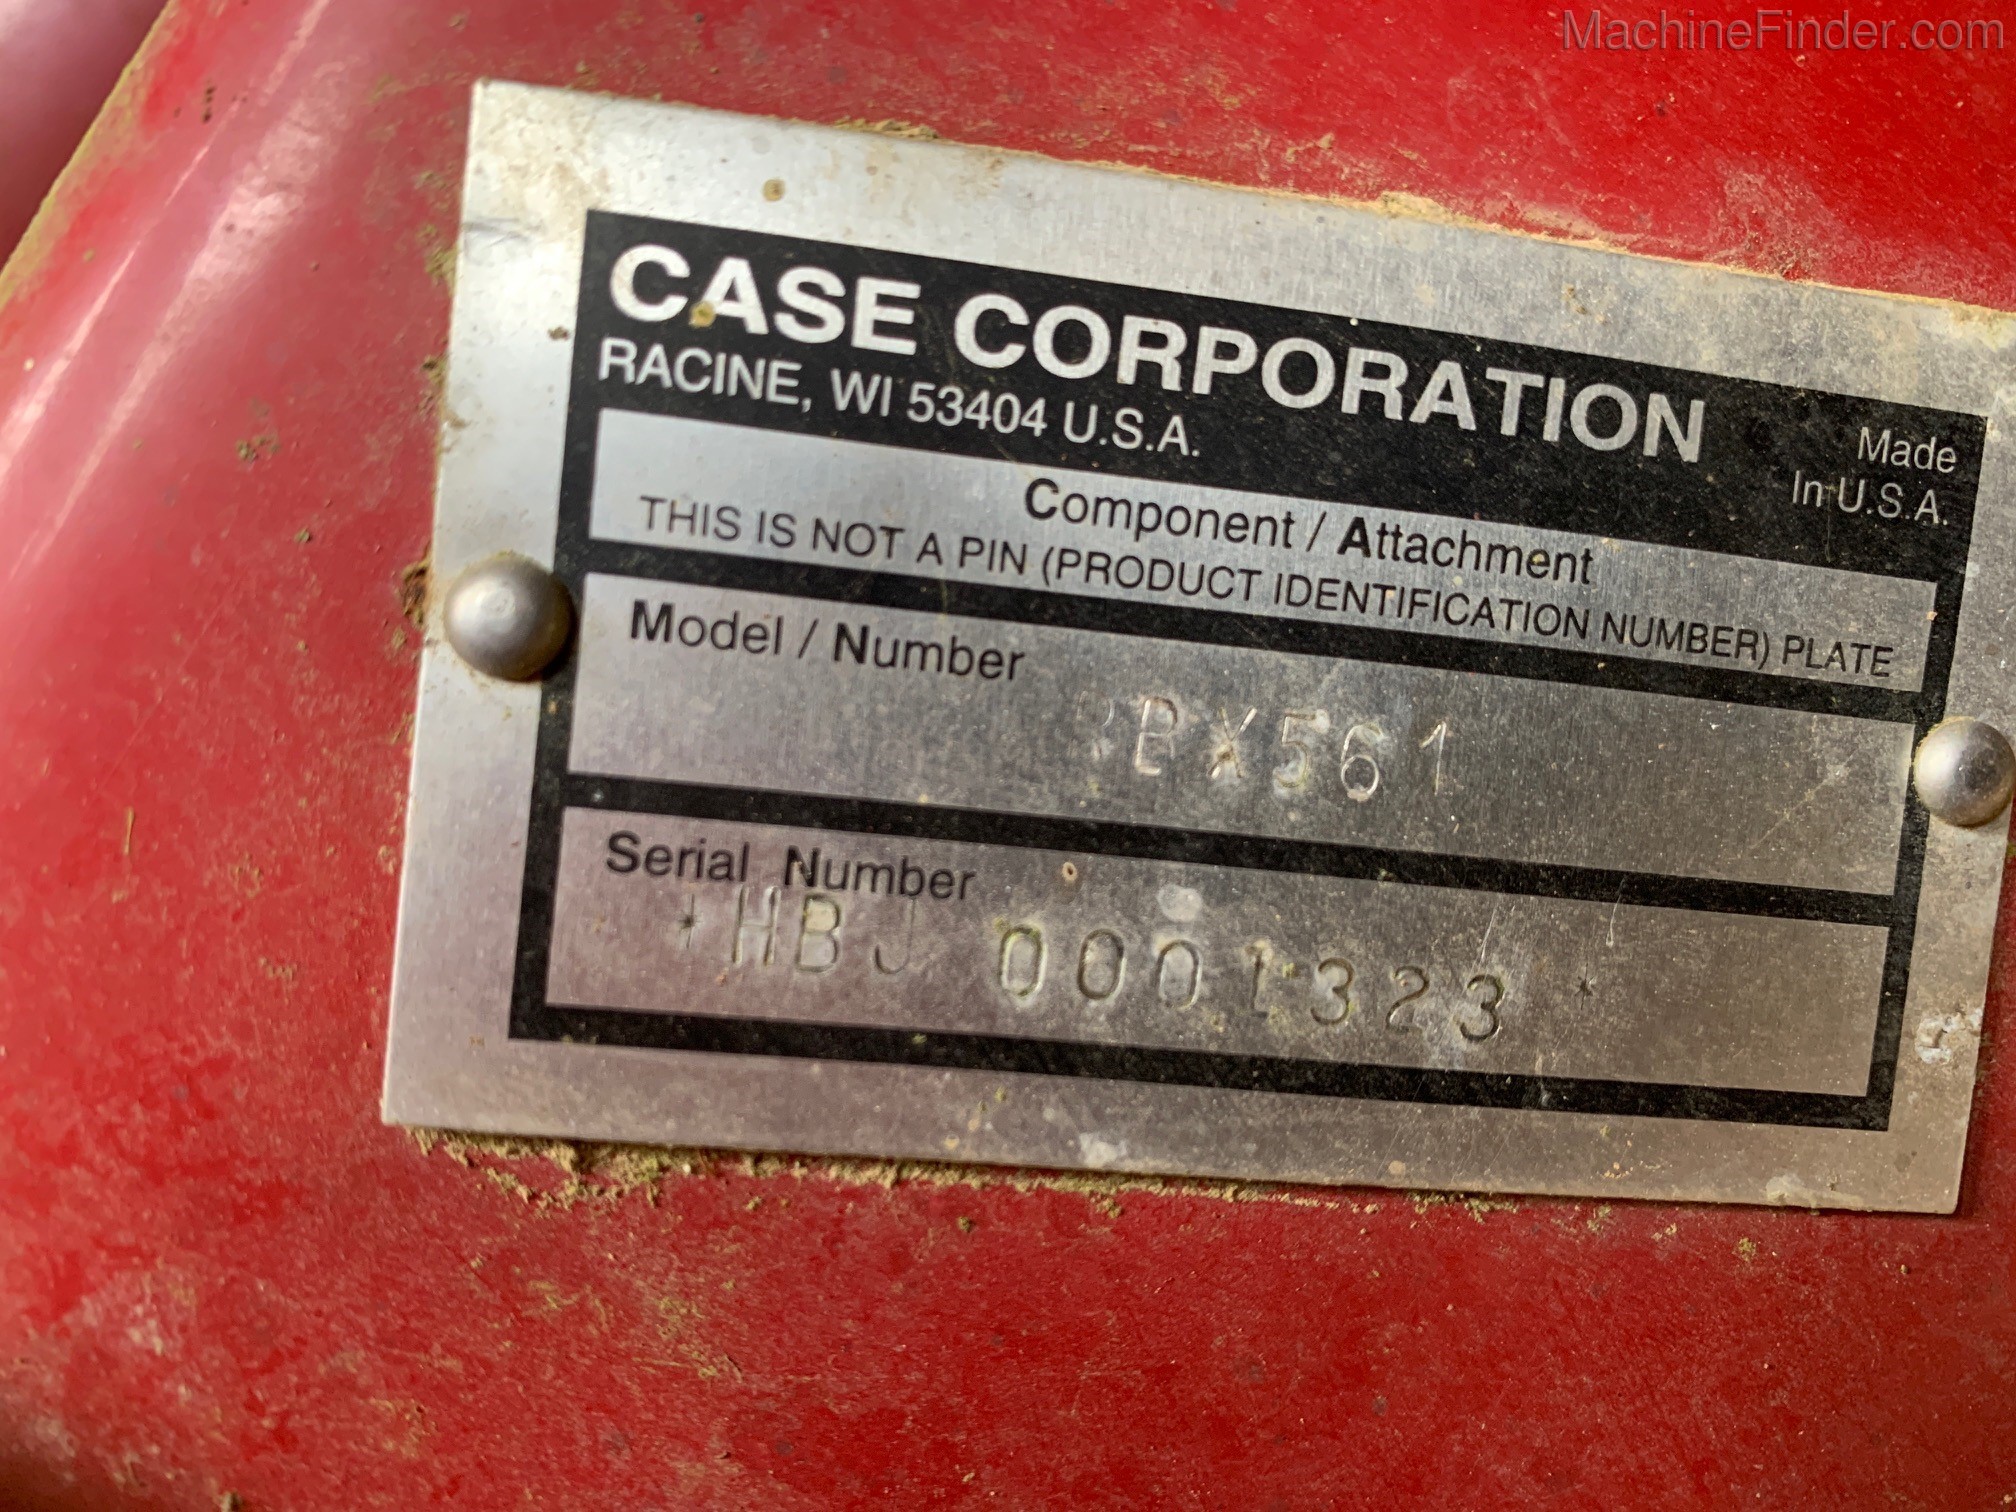 MachineFinder.com
CASE CORPORATION
RACINE, WI 53404 U.S.A.
Made
In U.S.A.
Component / Attachment
THIS IS NOT A PIN (PRODUCT IDENTIFICATION NUMBER) PLATE
Model / Number
RBX561
Serial Number
*HBJ 0001323 *